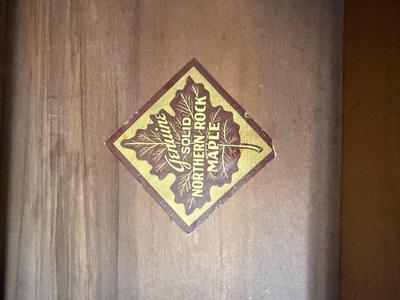 Genuine
SOLID
NORTHERN ROCK
MAPLE